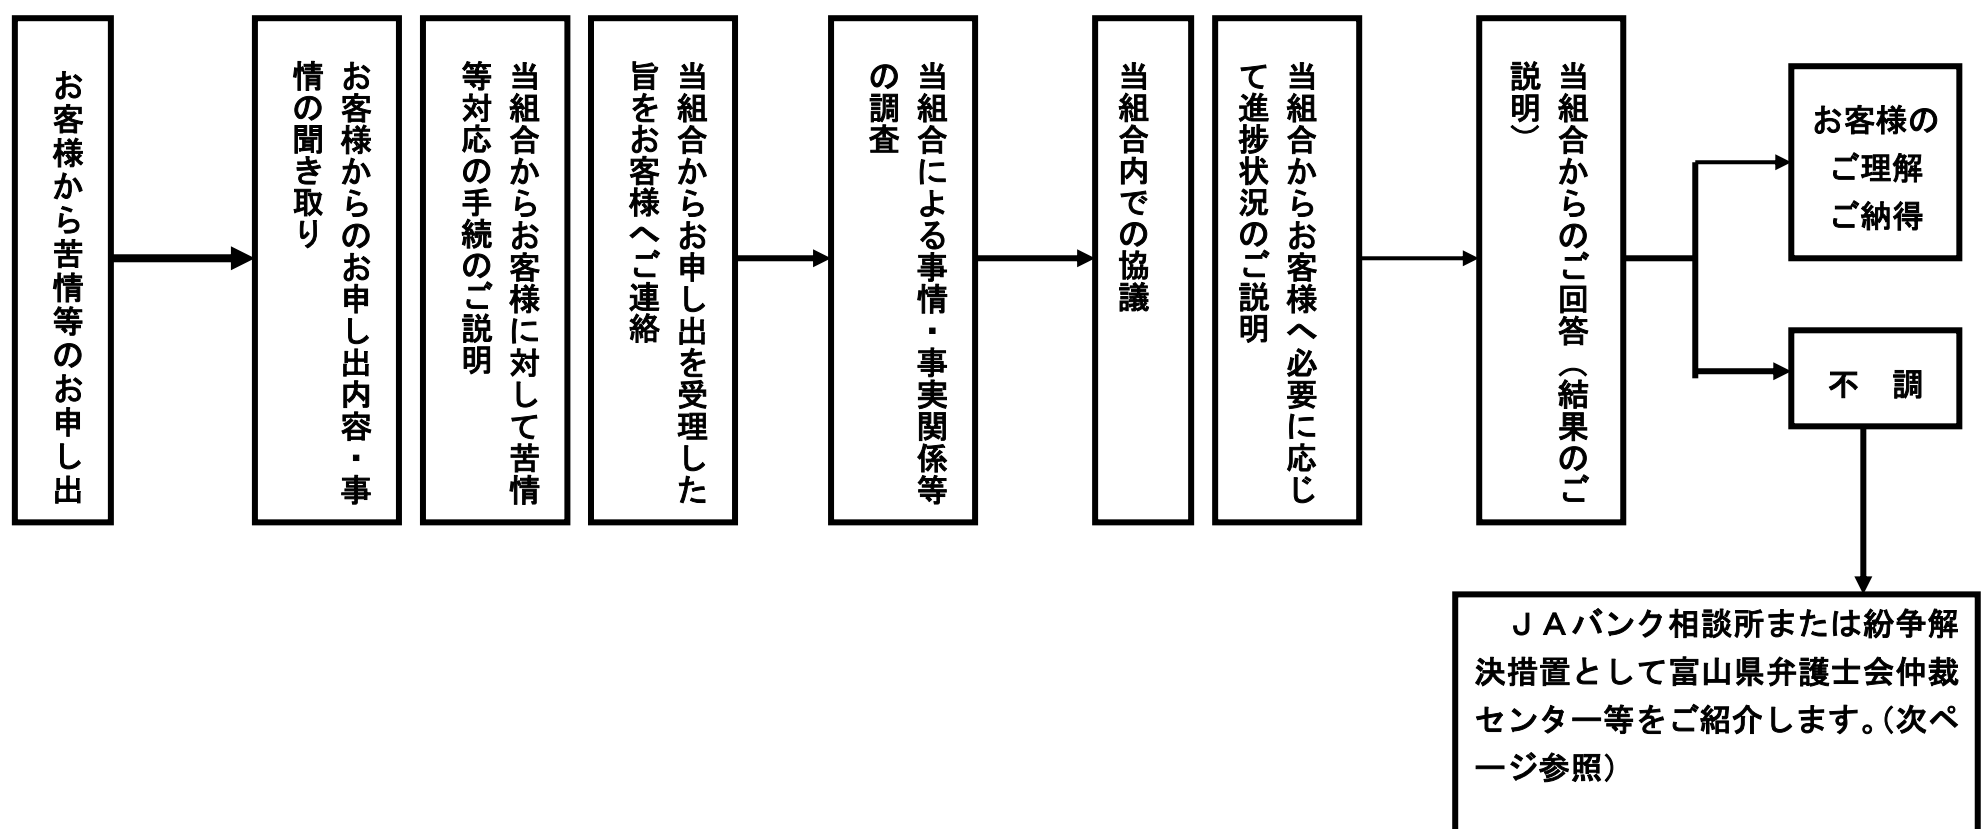 お客様から苦情等のお申し出
お客様からのお申し出内容・事
情の聞き取り
当組合からお客様に対して苦情
等対応の手続のご説明
当組合からお申し出を受理した
旨をお客様へご連絡
当組合による事情・事実関係等
の調査
当組合内での協議
当組合からお客様へ必要に応じ
て進捗状況のご説明
当組合からのご回答（結果のご
説明）
お客様の
ご理解
ご納得
不　調
ＪＡバンク相談所または紛争解
決措置として富山県弁護士会仲裁
センター等をご紹介します。（次ペ
ージ参照）